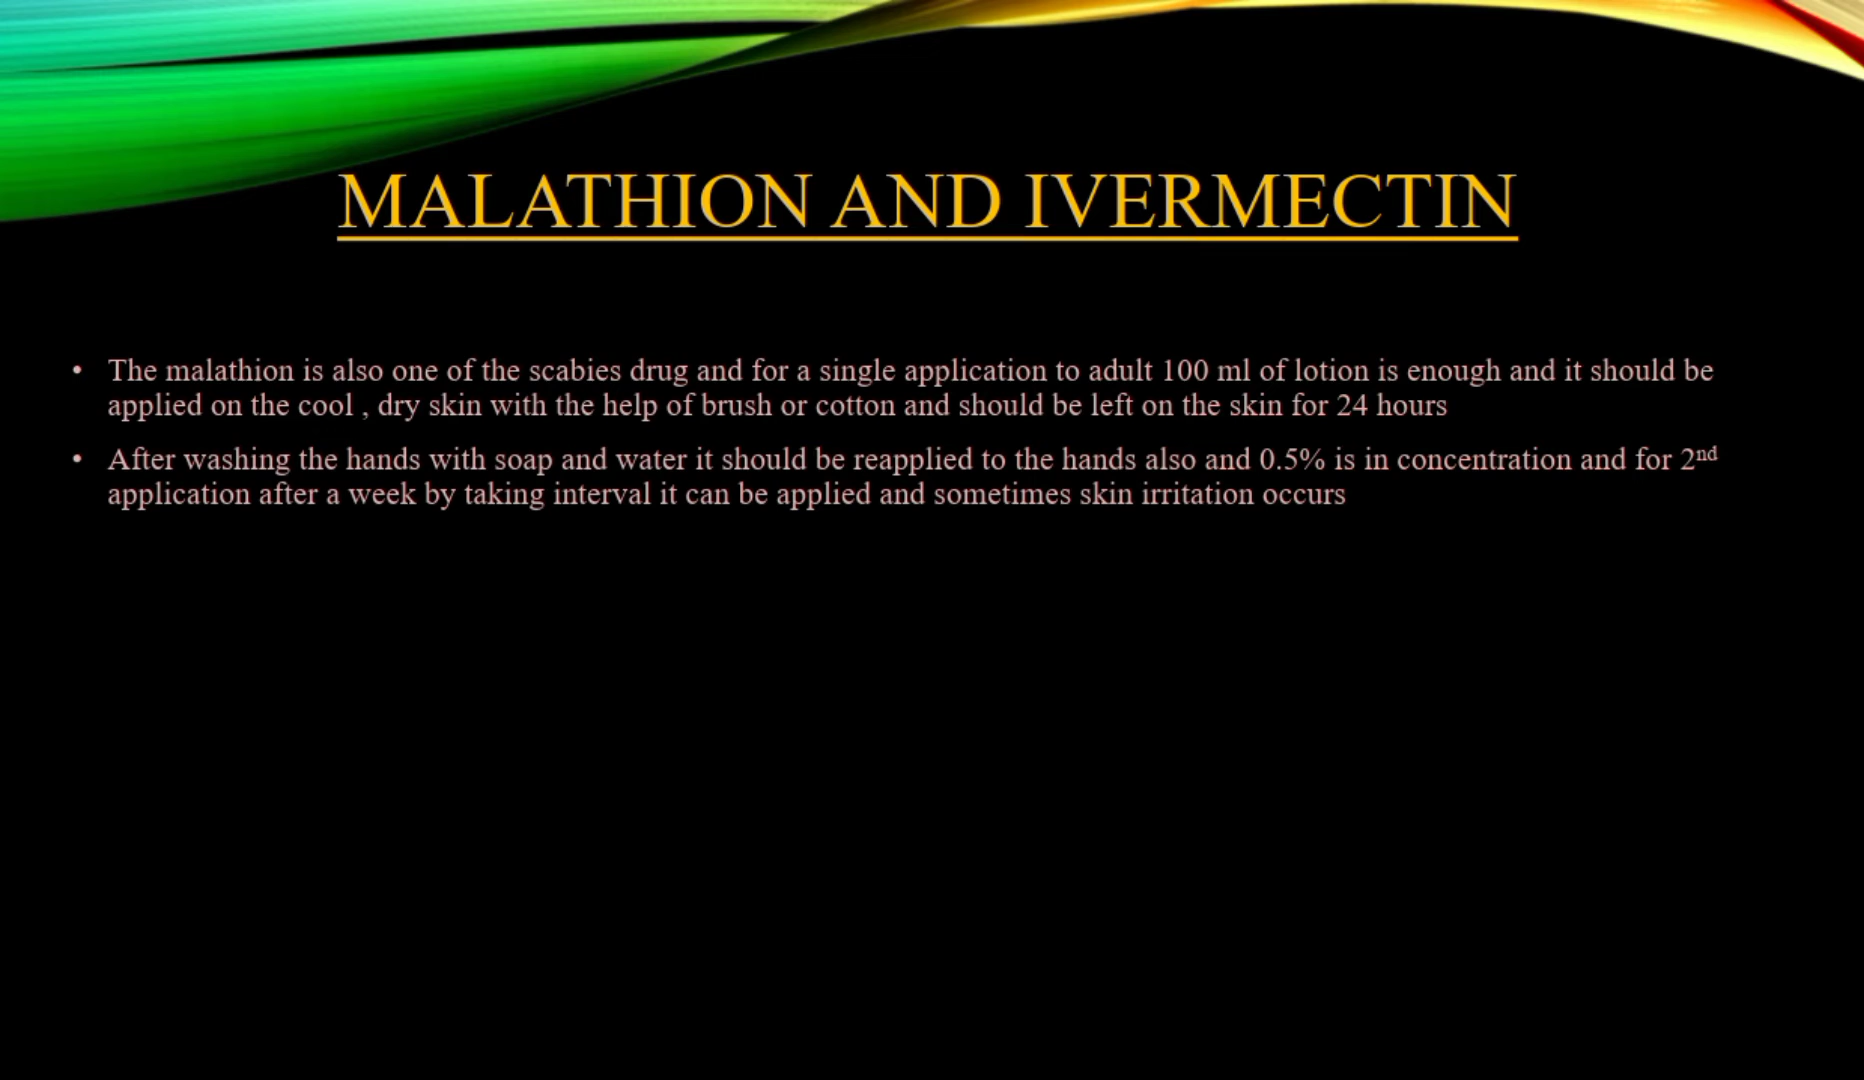 MALATHION AND IVERMECTIN
• The malathion is also one of the scabies drug and for a single application to adult 100 ml of lotion is enough and it should be
applied on the cool , dry skin with the help of brush or cotton and should be left on the skin for 24 hours
• After washing the hands with soap and water it should be reapplied to the hands also and 0.5% is in concentration and for 2nd
application after a week by taking interval it can be applied and sometimes skin irritation occurs